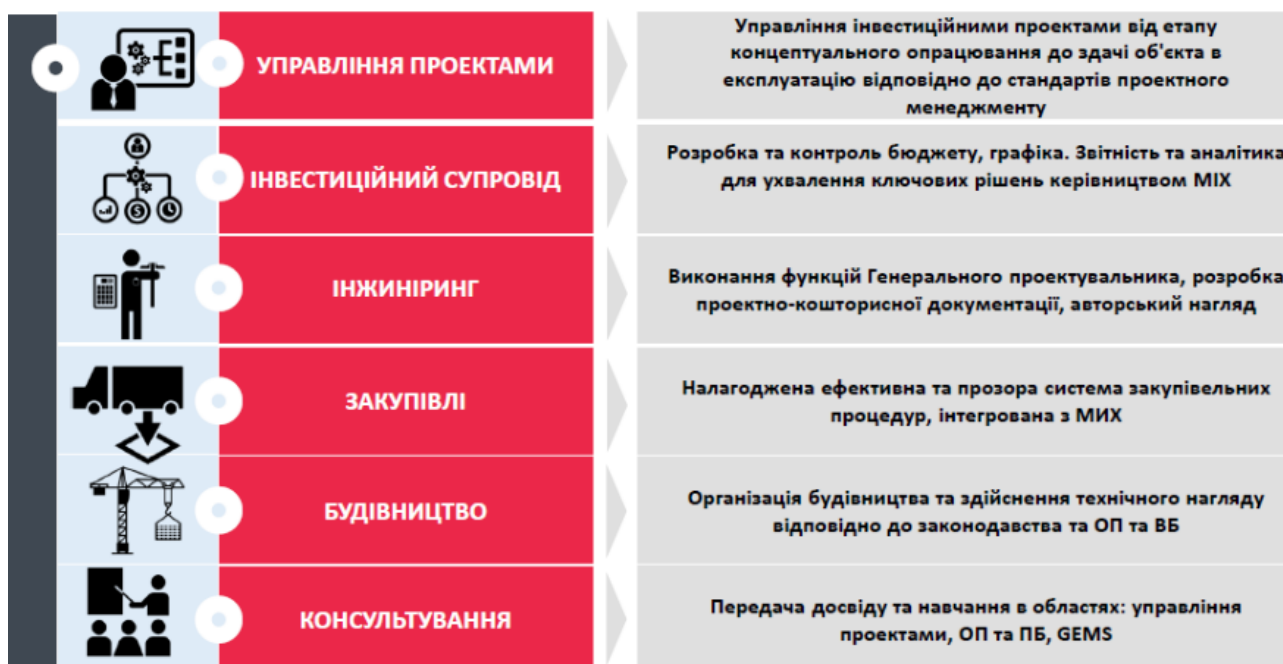 УПРАВЛІННЯ ПРОЕКТАМИ
Управління інвестиційними проектами від етапу
концептуального опрацювання до здачі об'єкта в
експлуатацію відповідно до стандартів проектного
менеджменту
ІНВЕСТИЦІЙНИЙ СУПРОВІД
Розробка та контроль бюджету, графіка. Звітність та аналітика
для ухвалення ключових рішень керівництвом МІХ
ІНЖИНІРИНГ
Виконання функцій Генерального проектувальника, розробка
проектно-кошторисної документації, авторський нагляд
ЗАКУПІВЛІ
Налагоджена ефективна та прозора система закупівельних
процедур, інтегрована з МИХ
БУДІВНИЦТВО
Організація будівництва та здійснення технічного нагляду
відповідно до законодавства та ОП та ВБ
КОНСУЛЬТУВАННЯ
Передача досвіду та навчання в областях: управління
проектами, ОП та ПБ, GEMS